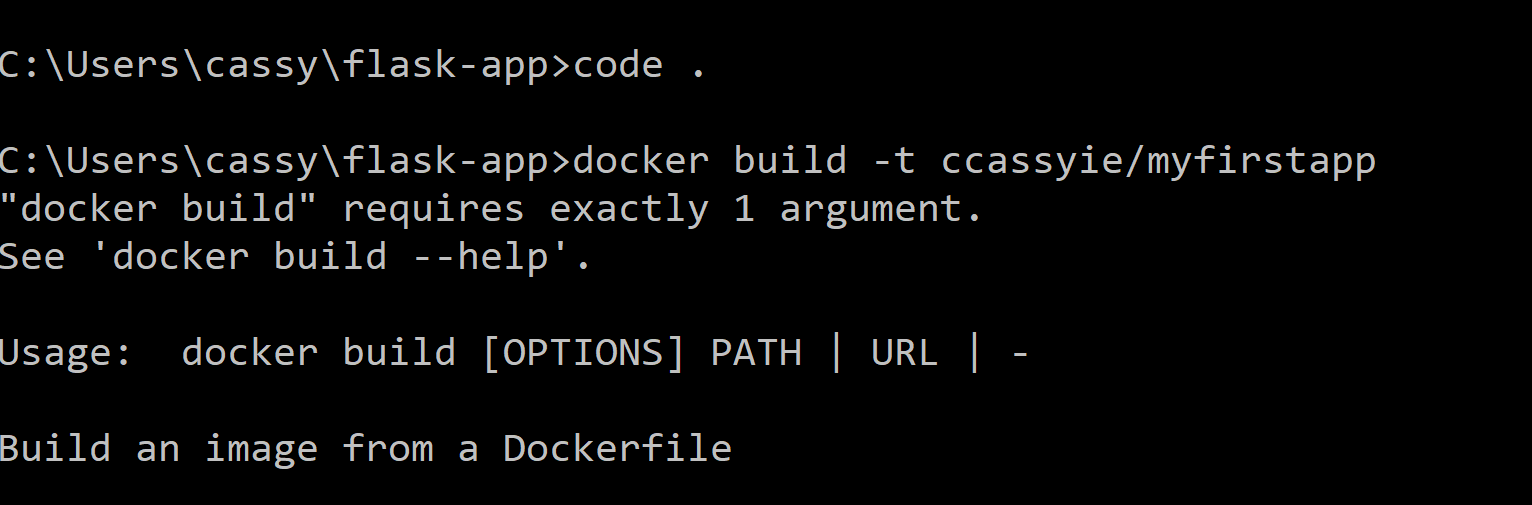 C:\Users\cassy\flask-app>code .
C:\Users\cassy\flask-app>docker build -t ccassyie/myfirstapp
"docker build" requires exactly 1 argument.
See 'docker build --help'.
Usage:  docker build [OPTIONS] PATH | URL | -
Build an image from a Dockerfile